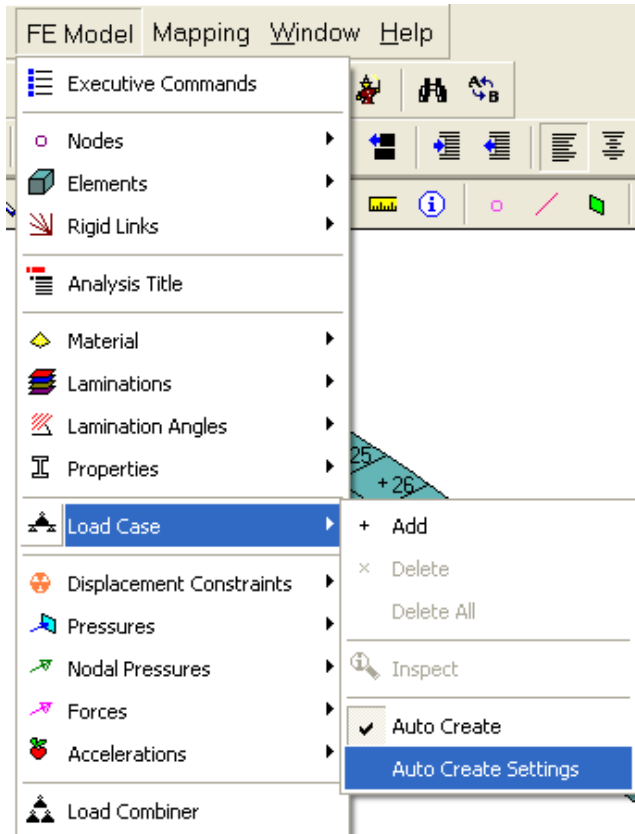 FE Model Mapping Window Help
Executive Commands
A B
Nodes
Elements
Rigid Links
Analysis Title
Material
Laminations
Lamination Angles
Properties
25
+ 26
Load Case
+ Add
× Delete
Delete All
Inspect
Auto Create
Auto Create Settings
Displacement Constraints
Pressures
Nodal Pressures
Forces
Accelerations
Load Combiner